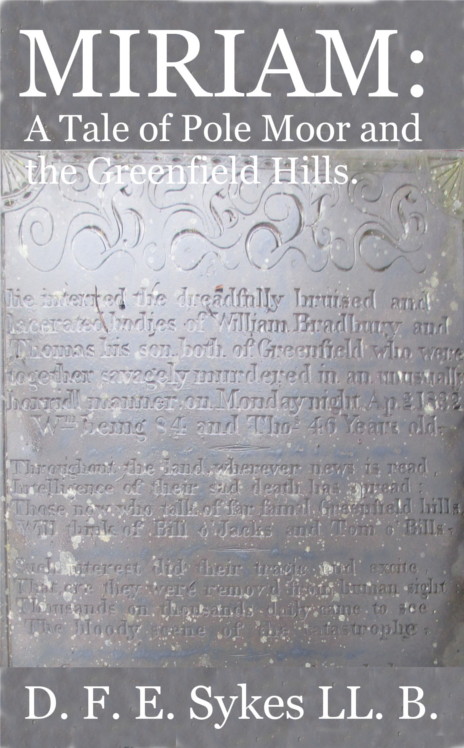 MIRIAM:
A Tale of Pole Moor and
the Greenfield Hills.
lie interred the dreadfully bruised and
lacerated bodies of William Bradbury and
Thomas his son both of Greenfield who were
together savagely murdered in an unusually
horrid manner on Monday night Ap. 2 1832
Wm being 84 and Thos 46 Years old.
Throughout the land wherever news is read
Intelligence of their sad death has spread
Those now who talk of far fam'd Greenfield hills
Will think of Bill o'Jacks and Tom o'Bills.
Such interest did their tragic end excite
That ere they were remov'd from human sight
Thousands on thousands daily came to see
The bloody scene of the catastrophe
D. F. E. Sykes LL. B.